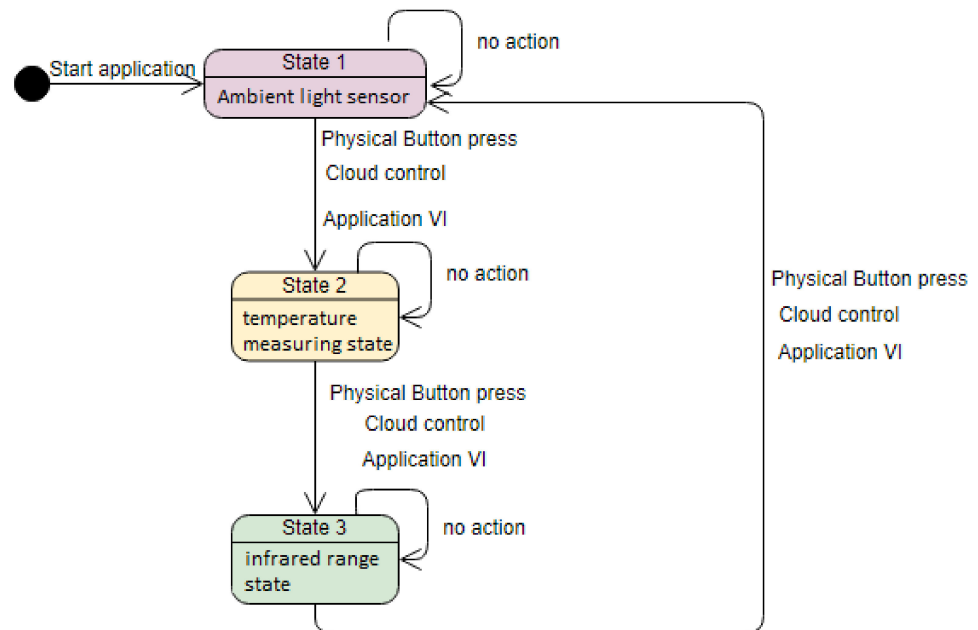 State 1
no action
Start application
Ambient light sensor
Physical Button press
Cloud control
Application VI
State 2
no action
temperature
measuring state
Physical Button press
Cloud control
Application VI
Physical Button press
Cloud control
Application VI
State 3
no action
infrared range
state